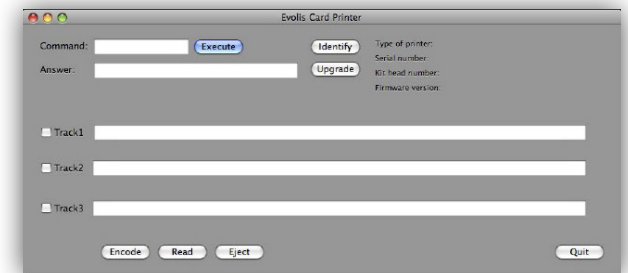 Evolis Card Printer
Command: Execute Identify Type of printer:
Serial number:
Answer: Upgrade Kit head number:
Firmware version:
Track1
Track2
Track3
Encode Read Eject Quit